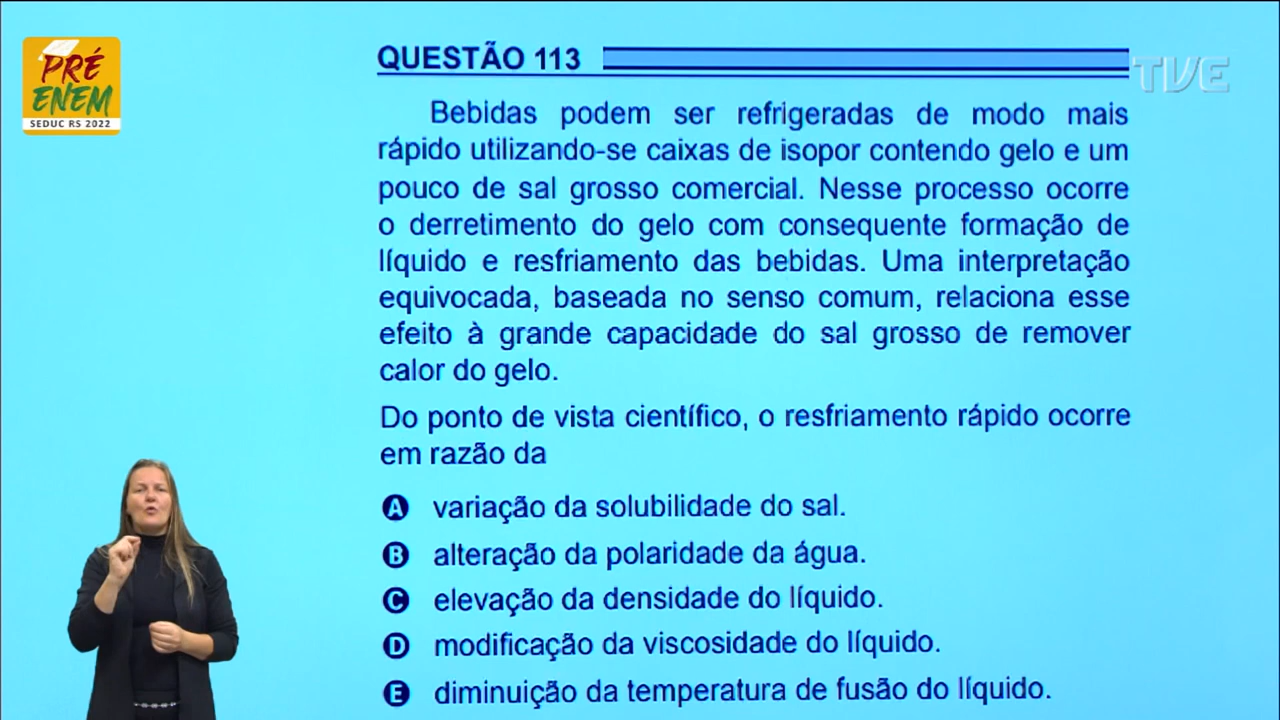 PRÉ
ENEM
SEDUC RS 2022
TVE
QUESTÃO 113
Bebidas podem ser refrigeradas de modo mais
rápido utilizando-se caixas de isopor contendo gelo e um
pouco de sal grosso comercial. Nesse processo ocorre
o derretimento do gelo com consequente formação de
líquido e resfriamento das bebidas. Uma interpretação
equivocada, baseada no senso comum, relaciona esse
efeito à grande capacidade do sal grosso de remover
calor do gelo.
Do ponto de vista científico, o resfriamento rápido ocorre
em razão da
A variação da solubilidade do sal.
B alteração da polaridade da água.
C elevação da densidade do líquido.
D modificação da viscosidade do líquido.
E diminuição da temperatura de fusão do líquido.